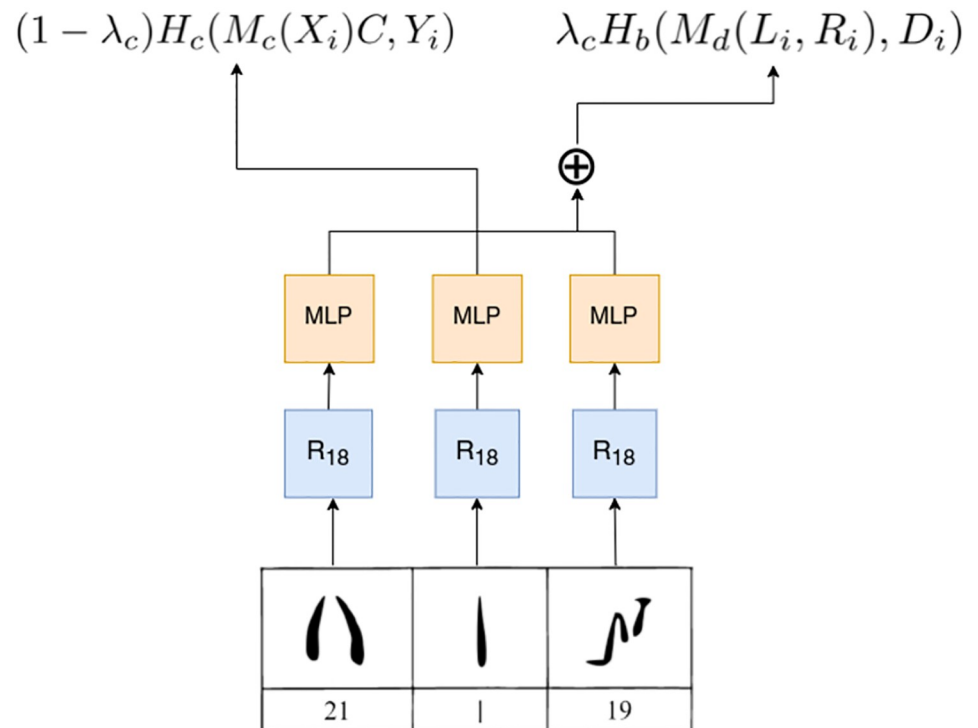 (1 − λ_c)H_c(M_c(X_i)C, Y_i) λ_cH_b(M_d(L_i, R_i), D_i)
MLP MLP MLP
R₁₈ R₁₈ R₁₈
21 | 19